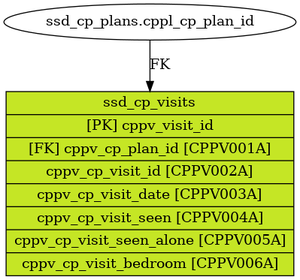 ssd_cp_plans.cppl_cp_plan_id
FK
ssd_cp_visits
[PK] cppv_visit_id
[FK] cppv_cp_plan_id [CPPV001A]
cppv_cp_visit_id [CPPV002A]
cppv_cp_visit_date [CPPV003A]
cppv_cp_visit_seen [CPPV004A]
cppv_cp_visit_seen_alone [CPPV005A]
cppv_cp_visit_bedroom [CPPV006A]